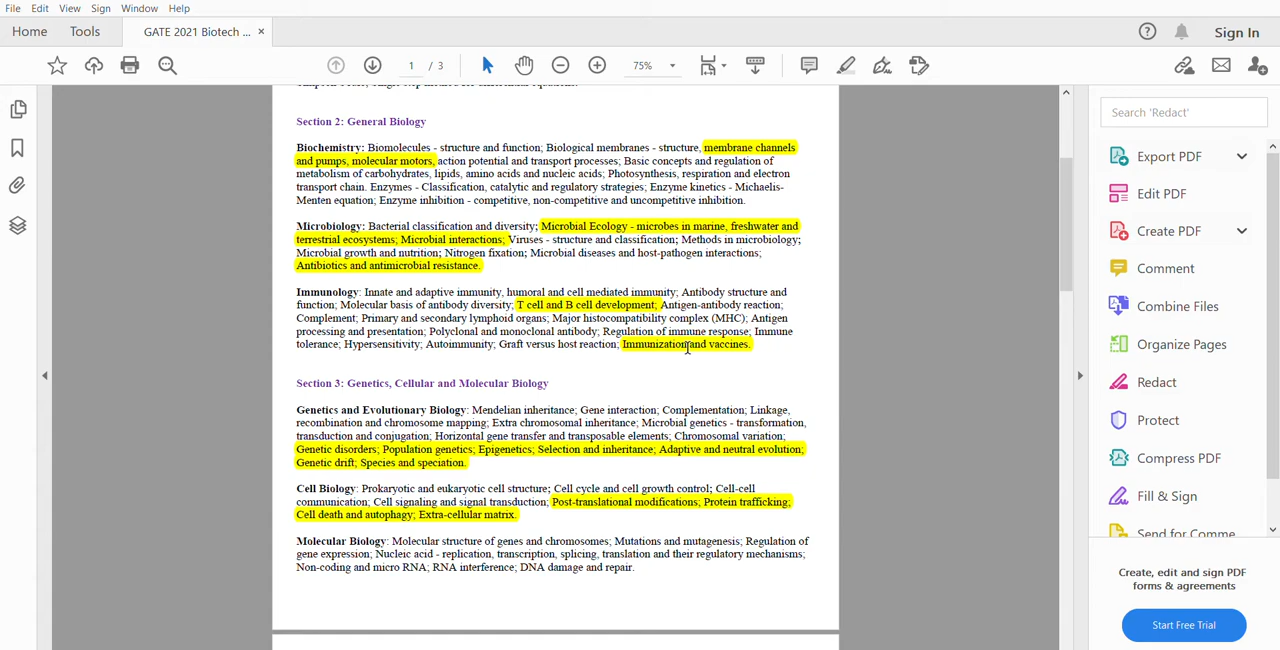 File Edit View Sign Window Help
Home Tools GATE 2021 Biotech ... × Sign In
1 / 3 75%
Section 2: General Biology
Search 'Redact'
Biochemistry: Biomolecules - structure and function; Biological membranes - structure, membrane channels
and pumps, molecular motors, action potential and transport processes; Basic concepts and regulation of
metabolism of carbohydrates, lipids, amino acids and nucleic acids; Photosynthesis, respiration and electron
transport chain. Enzymes - Classification, catalytic and regulatory strategies; Enzyme kinetics - Michaelis-
Menten equation; Enzyme inhibition - competitive, non-competitive and uncompetitive inhibition.
Microbiology: Bacterial classification and diversity; Microbial Ecology - microbes in marine, freshwater and
terrestrial ecosystems; Microbial interactions; Viruses - structure and classification; Methods in microbiology;
Microbial growth and nutrition; Nitrogen fixation; Microbial diseases and host-pathogen interactions;
Antibiotics and antimicrobial resistance.
Immunology: Innate and adaptive immunity, humoral and cell mediated immunity; Antibody structure and
function; Molecular basis of antibody diversity; T cell and B cell development; Antigen-antibody reaction;
Complement; Primary and secondary lymphoid organs; Major histocompatibility complex (MHC); Antigen
processing and presentation; Polyclonal and monoclonal antibody; Regulation of immune response; Immune
tolerance; Hypersensitivity; Autoimmunity; Graft versus host reaction; Immunization and vaccines.
Section 3: Genetics, Cellular and Molecular Biology
Genetics and Evolutionary Biology: Mendelian inheritance; Gene interaction; Complementation; Linkage,
recombination and chromosome mapping; Extra chromosomal inheritance; Microbial genetics - transformation,
transduction and conjugation; Horizontal gene transfer and transposable elements; Chromosomal variation;
Genetic disorders; Population genetics; Epigenetics; Selection and inheritance; Adaptive and neutral evolution;
Genetic drift; Species and speciation.
Cell Biology: Prokaryotic and eukaryotic cell structure; Cell cycle and cell growth control; Cell-cell
communication; Cell signaling and signal transduction; Post-translational modifications; Protein trafficking;
Cell death and autophagy; Extra-cellular matrix.
Molecular Biology: Molecular structure of genes and chromosomes; Mutations and mutagenesis; Regulation of
gene expression; Nucleic acid - replication, transcription, splicing, translation and their regulatory mechanisms;
Non-coding and micro RNA; RNA interference; DNA damage and repair.
Export PDF
Edit PDF
Create PDF
Comment
Combine Files
Organize Pages
Redact
Protect
Compress PDF
Fill & Sign
Send for Comme
Create, edit and sign PDF
forms & agreements
Start Free Trial